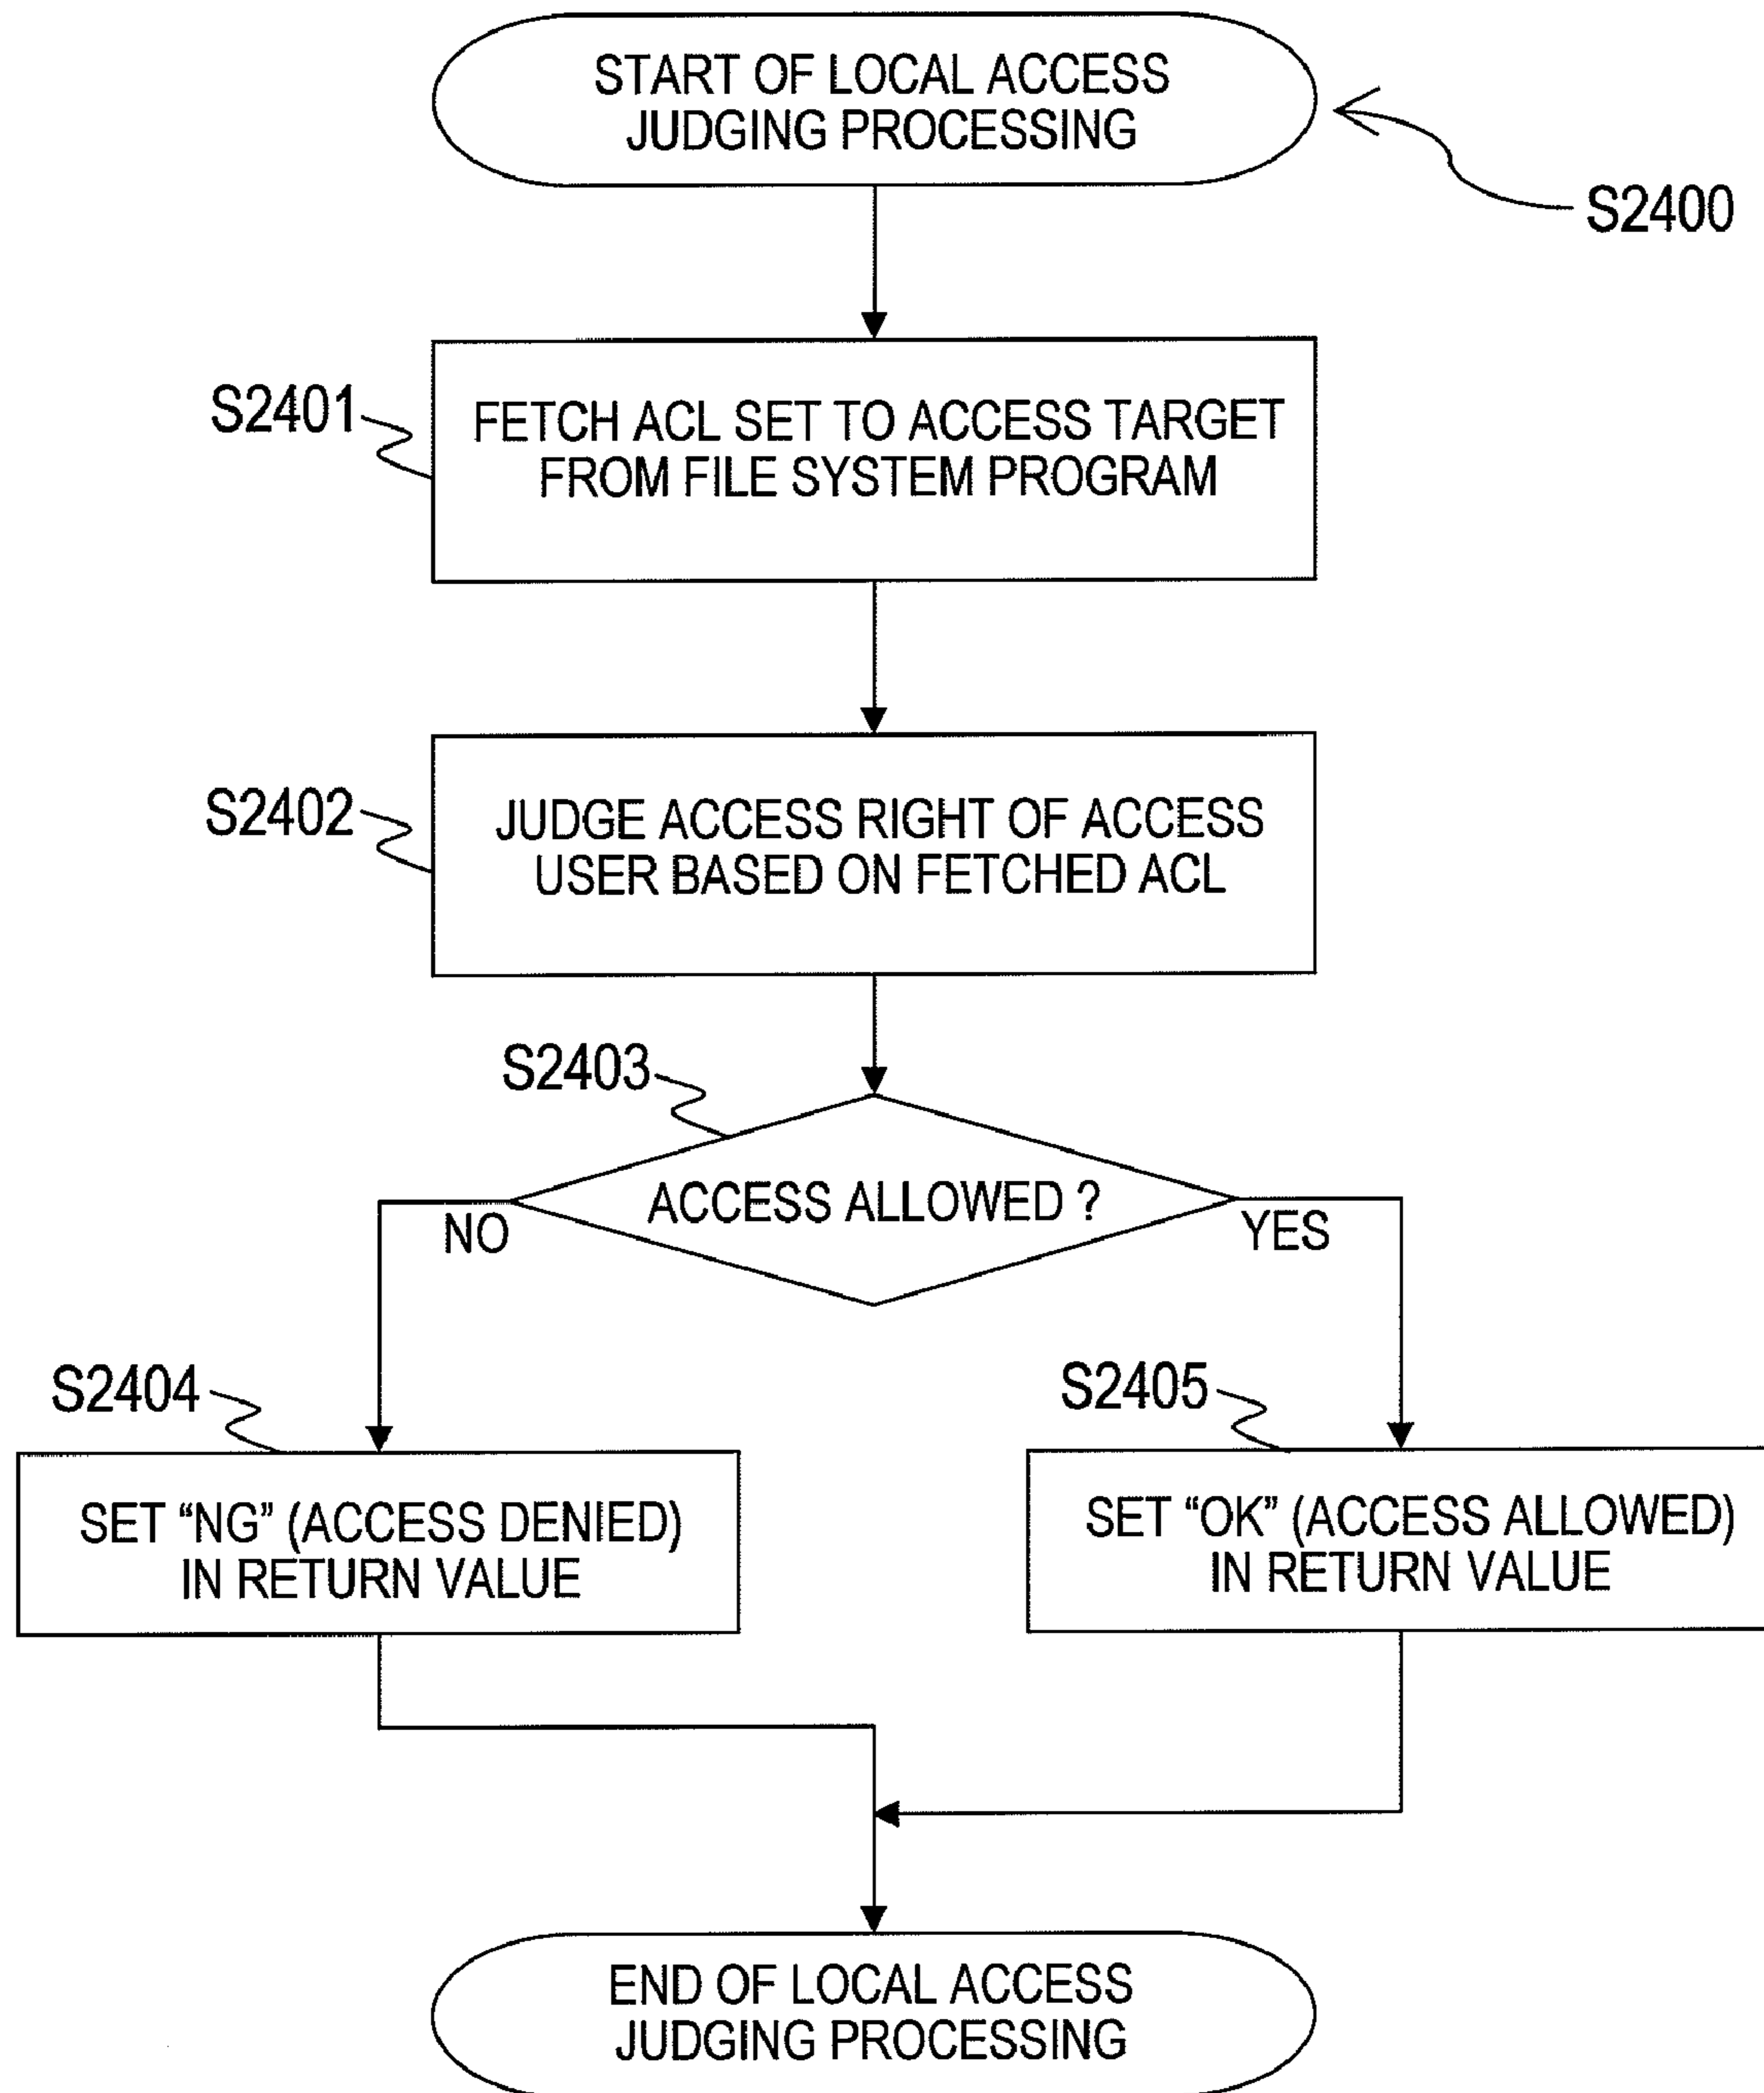 START OF LOCAL ACCESS
JUDGING PROCESSING
S2400
S2401
FETCH ACL SET TO ACCESS TARGET
FROM FILE SYSTEM PROGRAM
S2402
JUDGE ACCESS RIGHT OF ACCESS
USER BASED ON FETCHED ACL
S2403
ACCESS ALLOWED ?
NO
YES
S2404
SET “NG” (ACCESS DENIED)
IN RETURN VALUE
S2405
SET “OK” (ACCESS ALLOWED)
IN RETURN VALUE
END OF LOCAL ACCESS
JUDGING PROCESSING